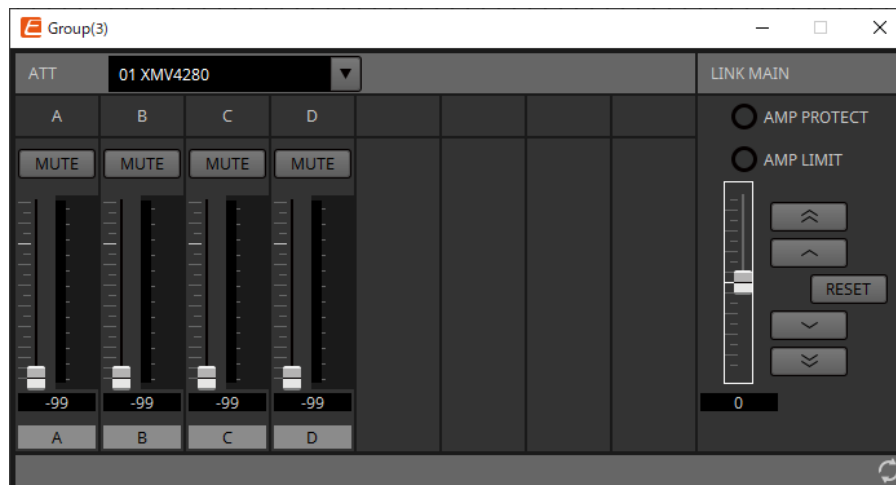 Group(3)
ATT 01 XMV4280 LINK MAIN
A B C D AMP PROTECT
MUTE MUTE MUTE MUTE AMP LIMIT
RESET
-99 -99 -99 -99 0
A B C D